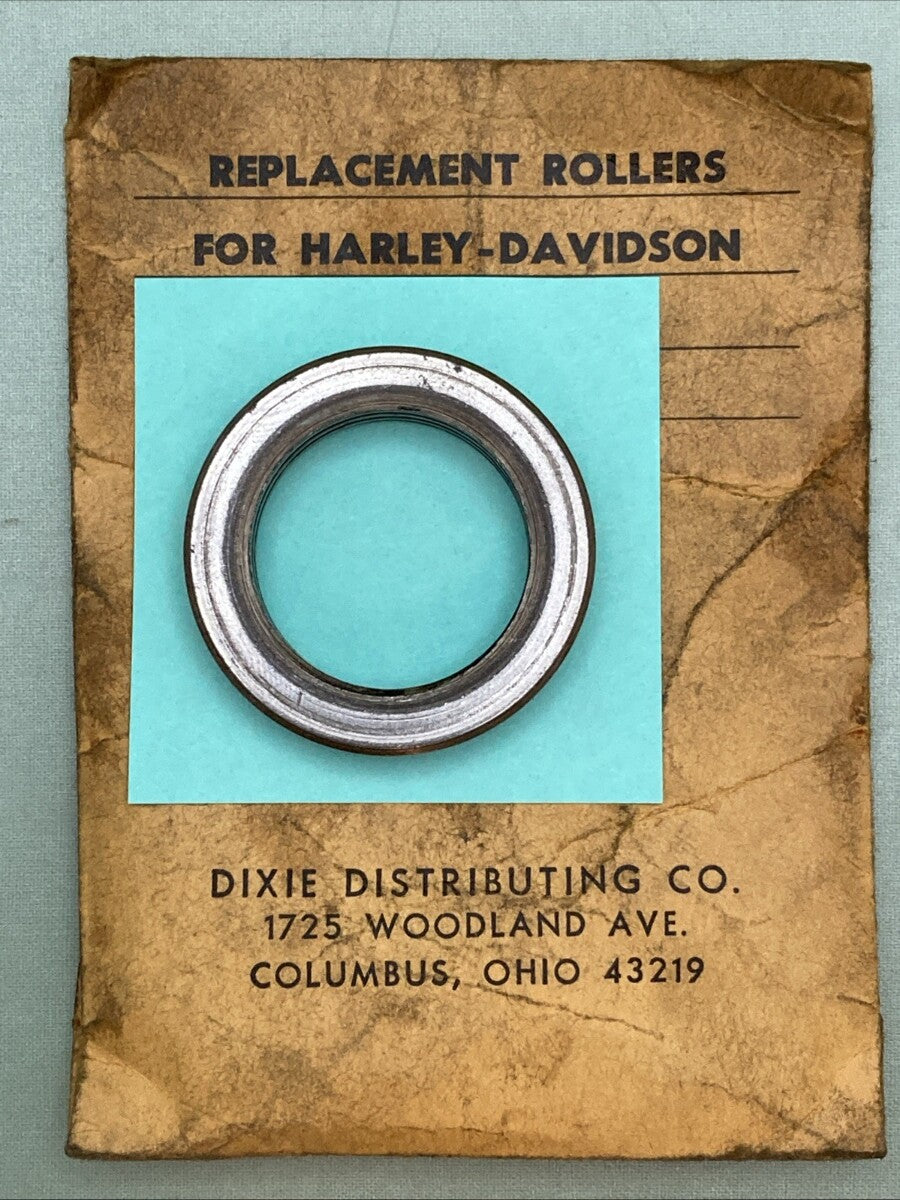 REPLACEMENT ROLLERS
FOR HARLEY-DAVIDSON
DIXIE DISTRIBUTING CO.
1725 WOODLAND AVE.
COLUMBUS, OHIO 43219